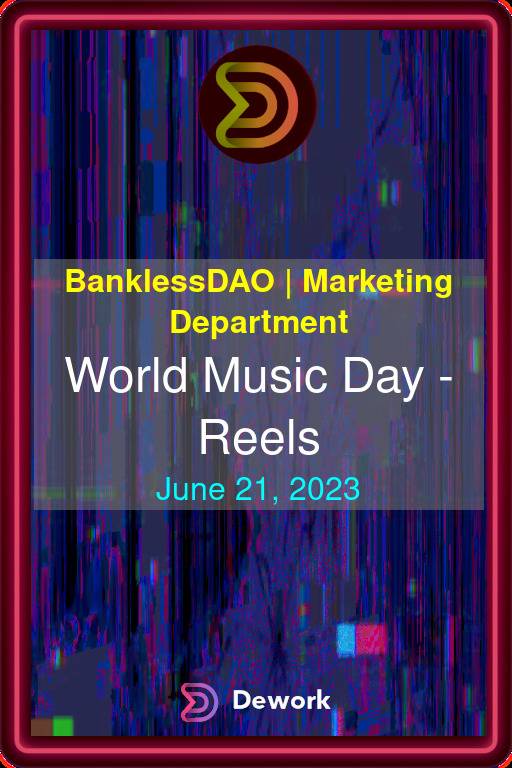 BanklessDAO | Marketing
Department
World Music Day -
Reels
June 21, 2023
Dework